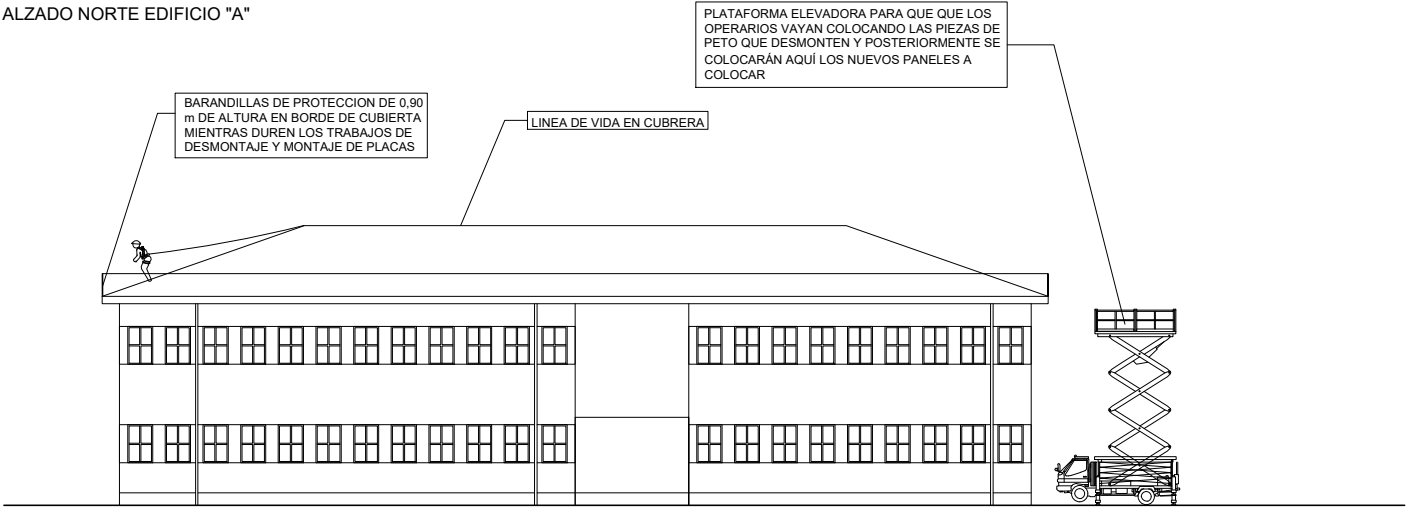 ALZADO NORTE EDIFICIO "A"
PLATAFORMA ELEVADORA PARA QUE QUE LOS
OPERARIOS VAYAN COLOCANDO LAS PIEZAS DE
PETO QUE DESMONTEN Y POSTERIORMENTE SE
COLOCARÁN AQUÍ LOS NUEVOS PANELES A
COLOCAR
BARANDILLAS DE PROTECCION DE 0,90
m DE ALTURA EN BORDE DE CUBIERTA
MIENTRAS DUREN LOS TRABAJOS DE
DESMONTAJE Y MONTAJE DE PLACAS
LINEA DE VIDA EN CUBRERA